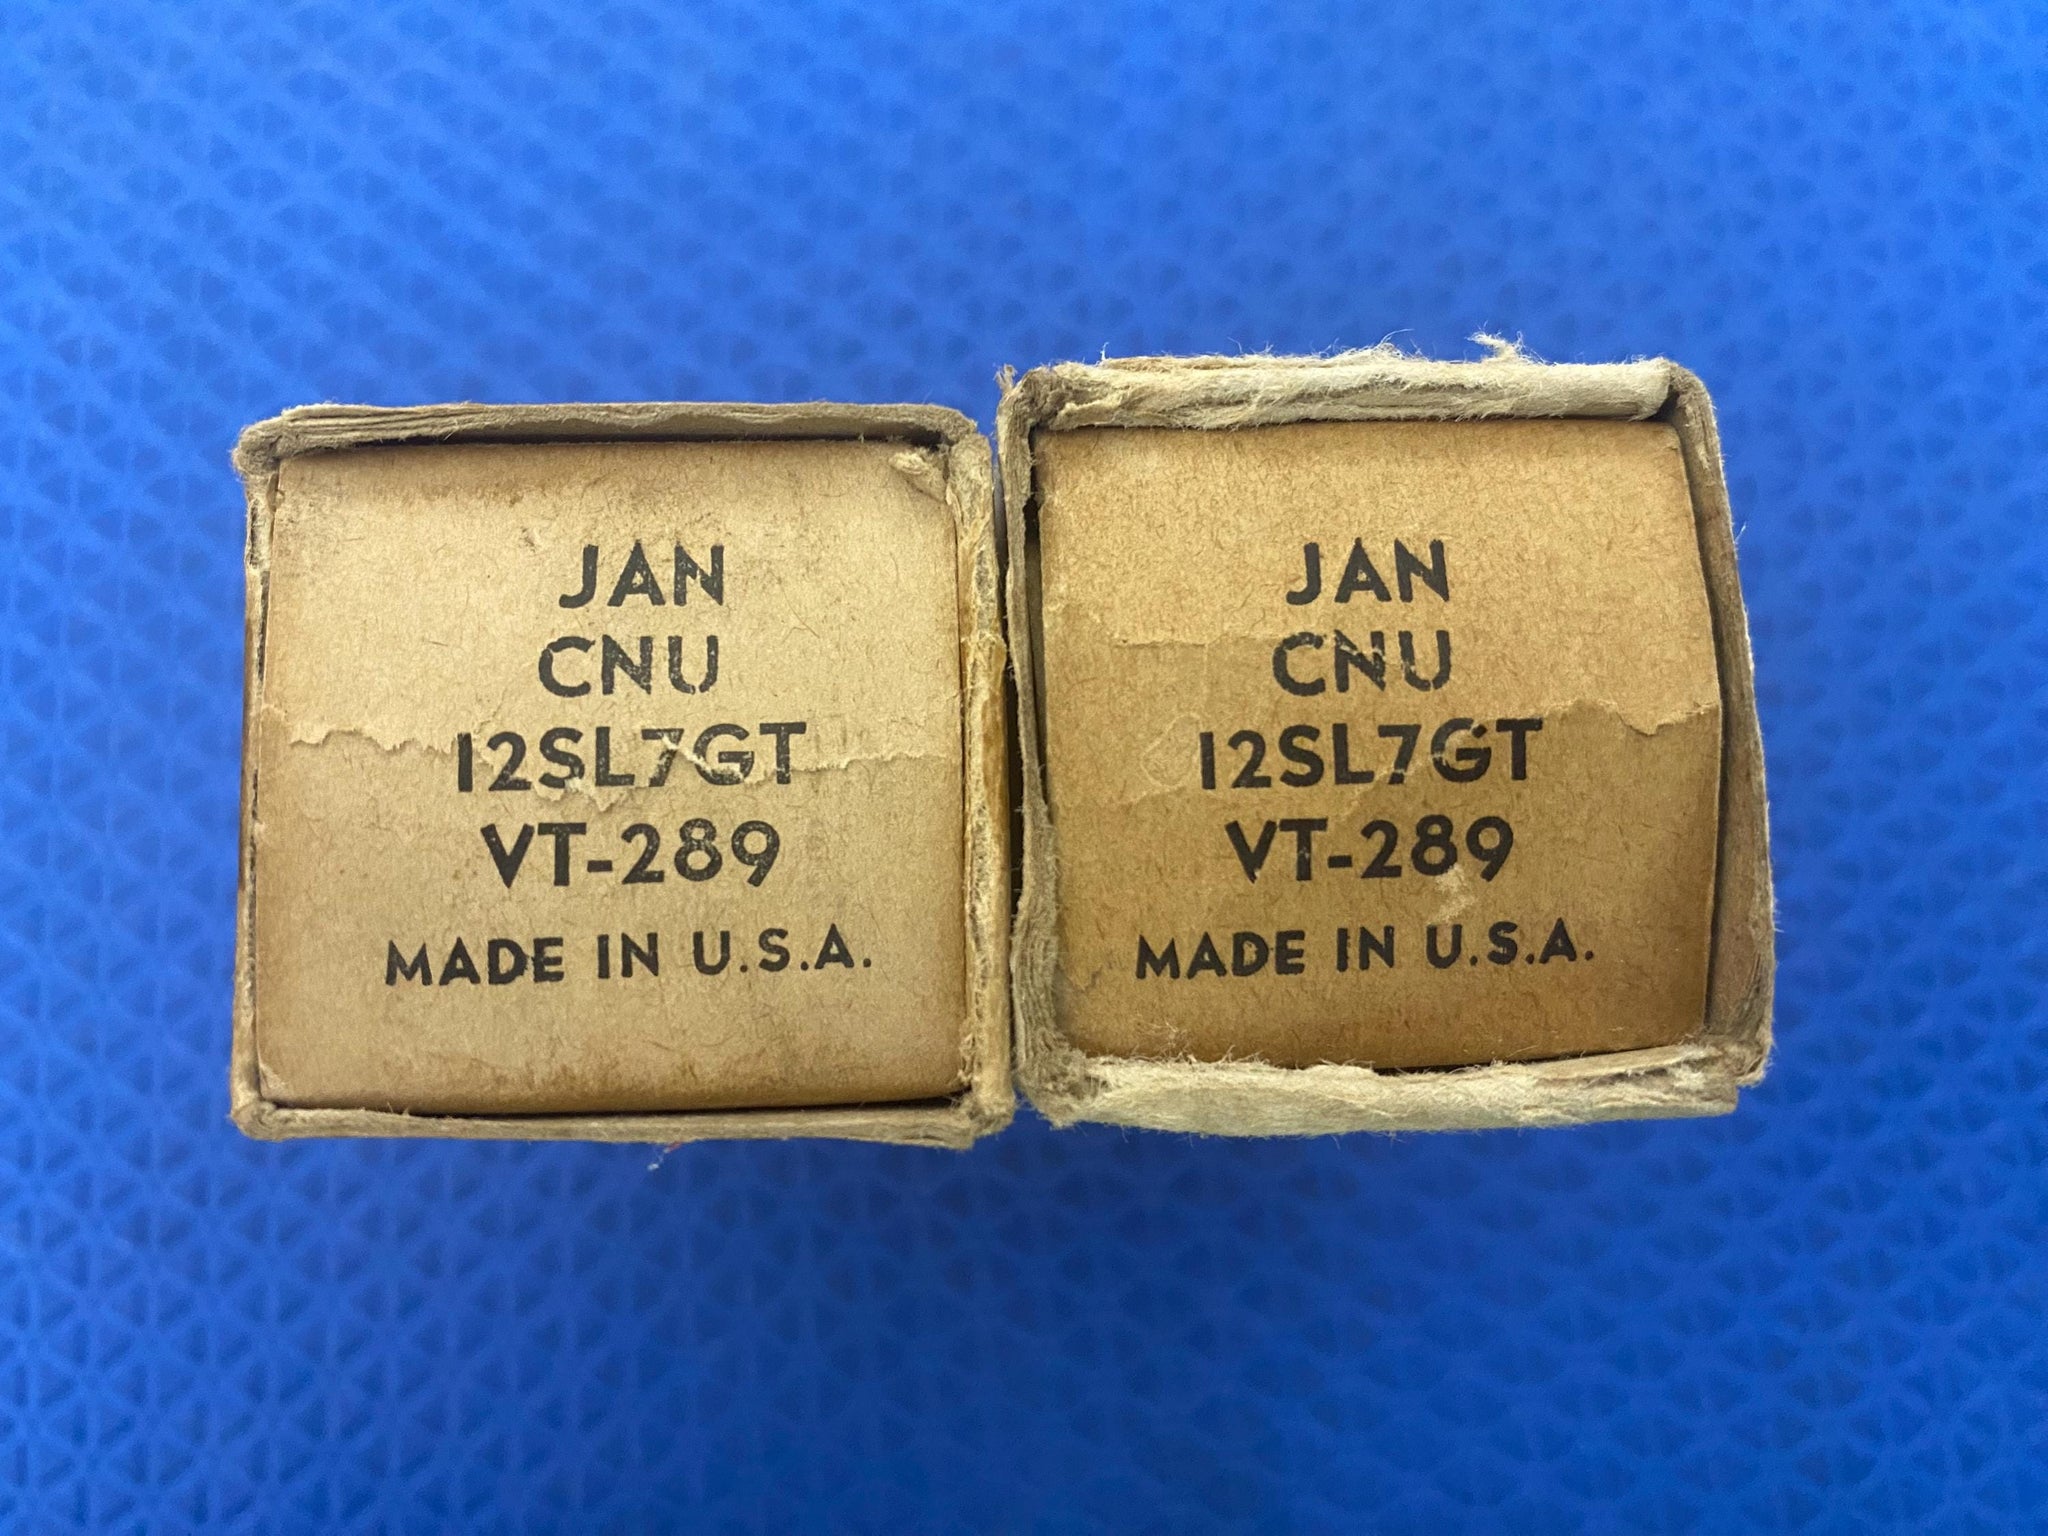 JAN
CNU
12SL7GT
VT-289
MADE IN U.S.A.
JAN
CNU
12SL7GT
VT-289
MADE IN U.S.A.